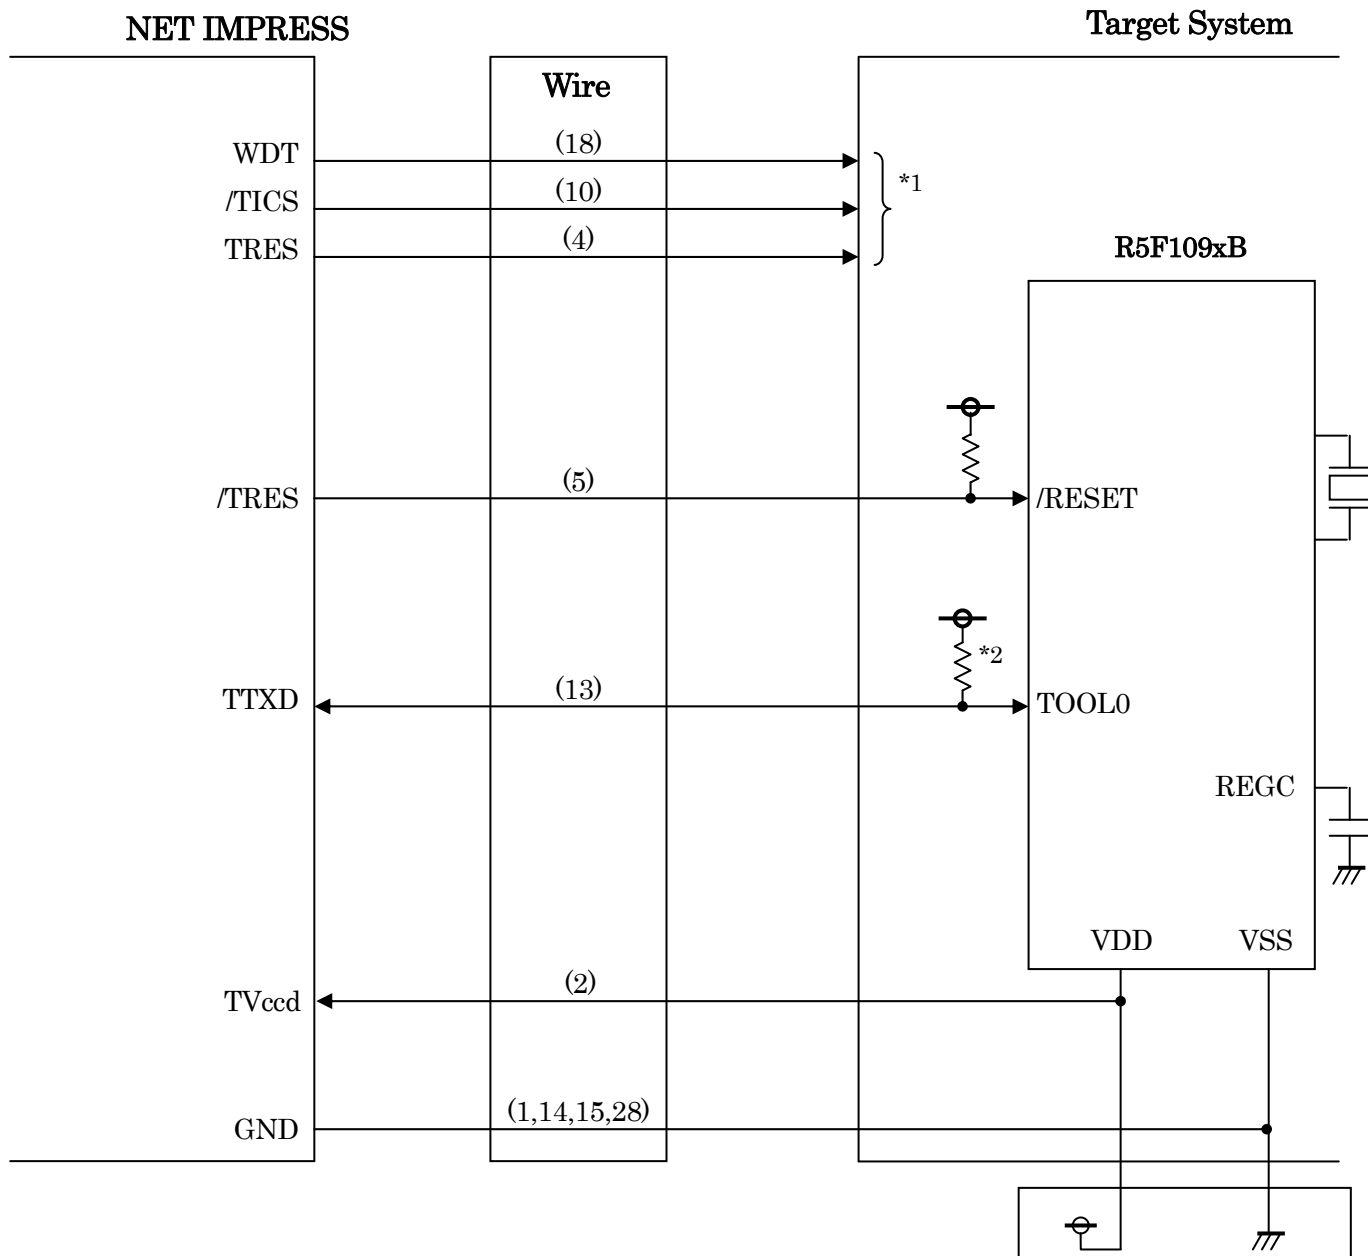 NET IMPRESS
Target System
Wire
WDT
(18)
/TICS
(10)
*1
TRES
(4)
R5F109xB
/TRES
(5)
/RESET
*2
TTXD
(13)
TOOL0
REGC
VDD
VSS
TVccd
(2)
GND
(1,14,15,28)